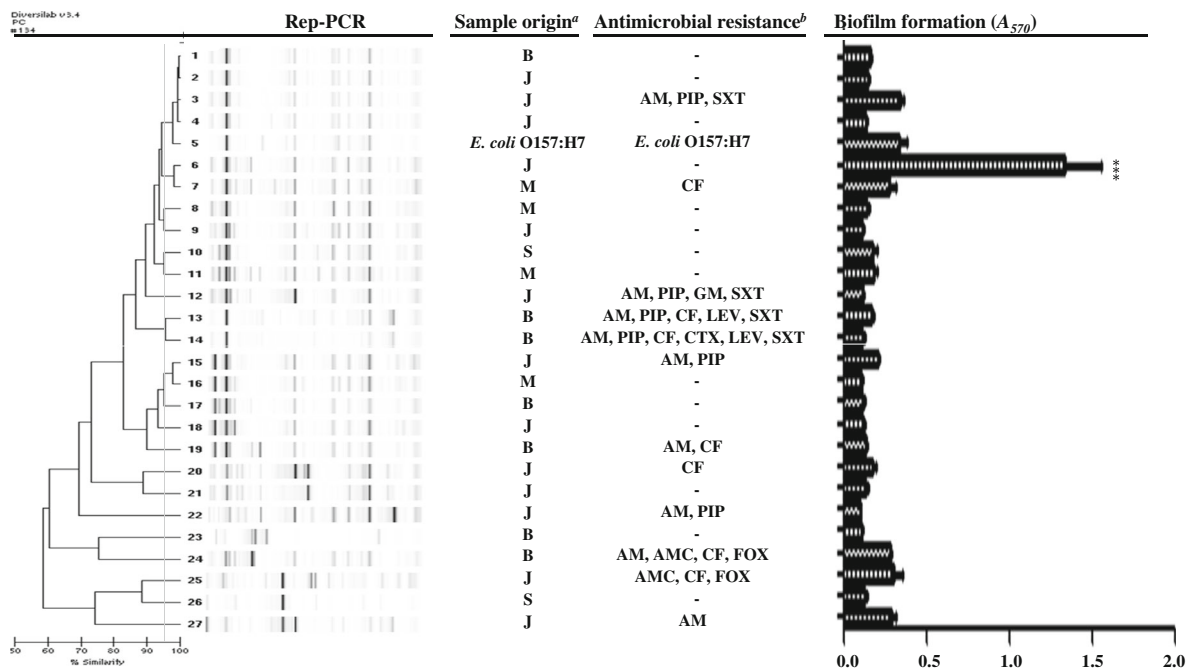 Diversilab v3.4
PC
#134
Rep-PCR Sample origin^a Antimicrobial resistance^b Biofilm formation (A570)
1 B -
2 J -
3 J AM, PIP, SXT
4 J -
5 E. coli O157:H7 E. coli O157:H7
6 J - ***
7 M CF
8 M -
9 J -
10 S -
11 M -
12 J AM, PIP, GM, SXT
13 B AM, PIP, CF, LEV, SXT
14 B AM, PIP, CF, CTX, LEV, SXT
15 J AM, PIP
16 M -
17 B -
18 J -
19 B AM, CF
20 J CF
21 J -
22 J AM, PIP
23 B -
24 B AM, AMC, CF, FOX
25 J AMC, CF, FOX
26 S -
27 J AM
50 60 70 80 90 100
% Similarity
0.0 0.5 1.0 1.5 2.0